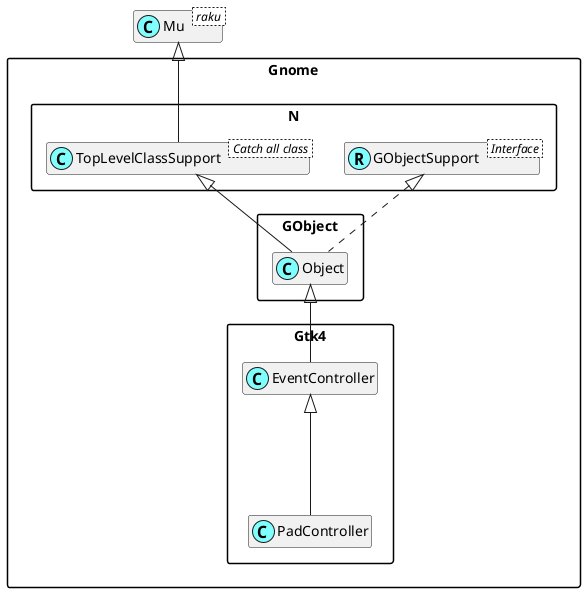 C Mu raku
Gnome
N
C TopLevelClassSupport Catch all class
R GObjectSupport Interface
GObject
C Object
Gtk4
C EventController
C PadController